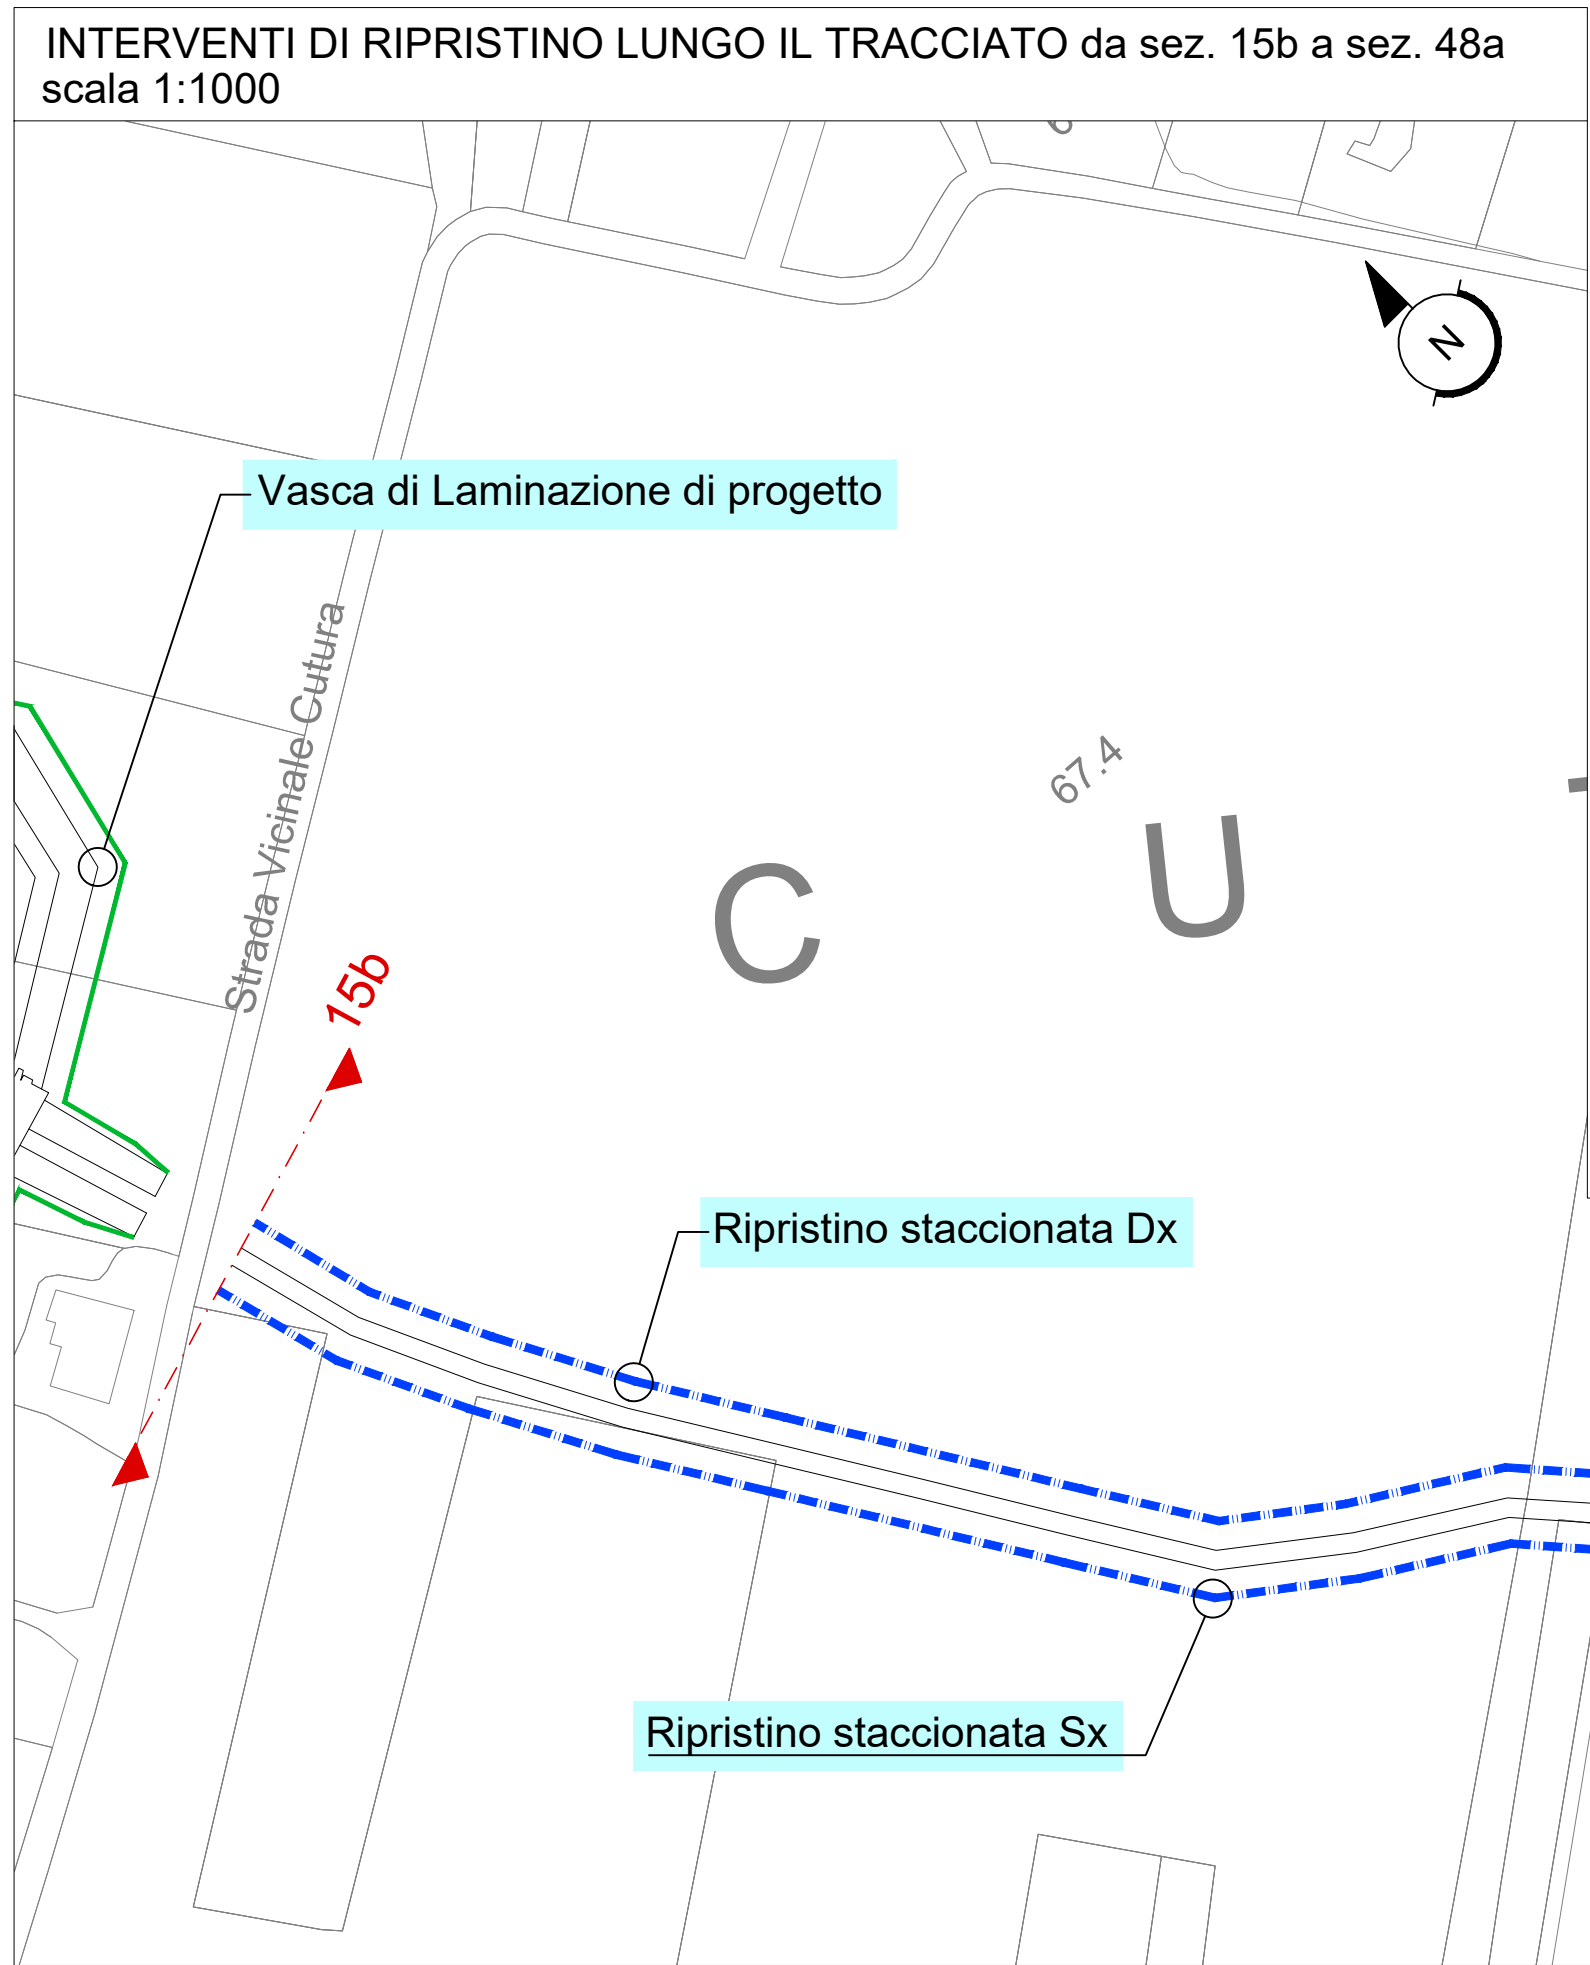 INTERVENTI DI RIPRISTINO LUNGO IL TRACCIATO da sez. 15b a sez. 48a
scala 1:1000
N
Vasca di Laminazione di progetto
Strada Vicinale Cutura
67.4
C U
15b
Ripristino staccionata Dx
Ripristino staccionata Sx